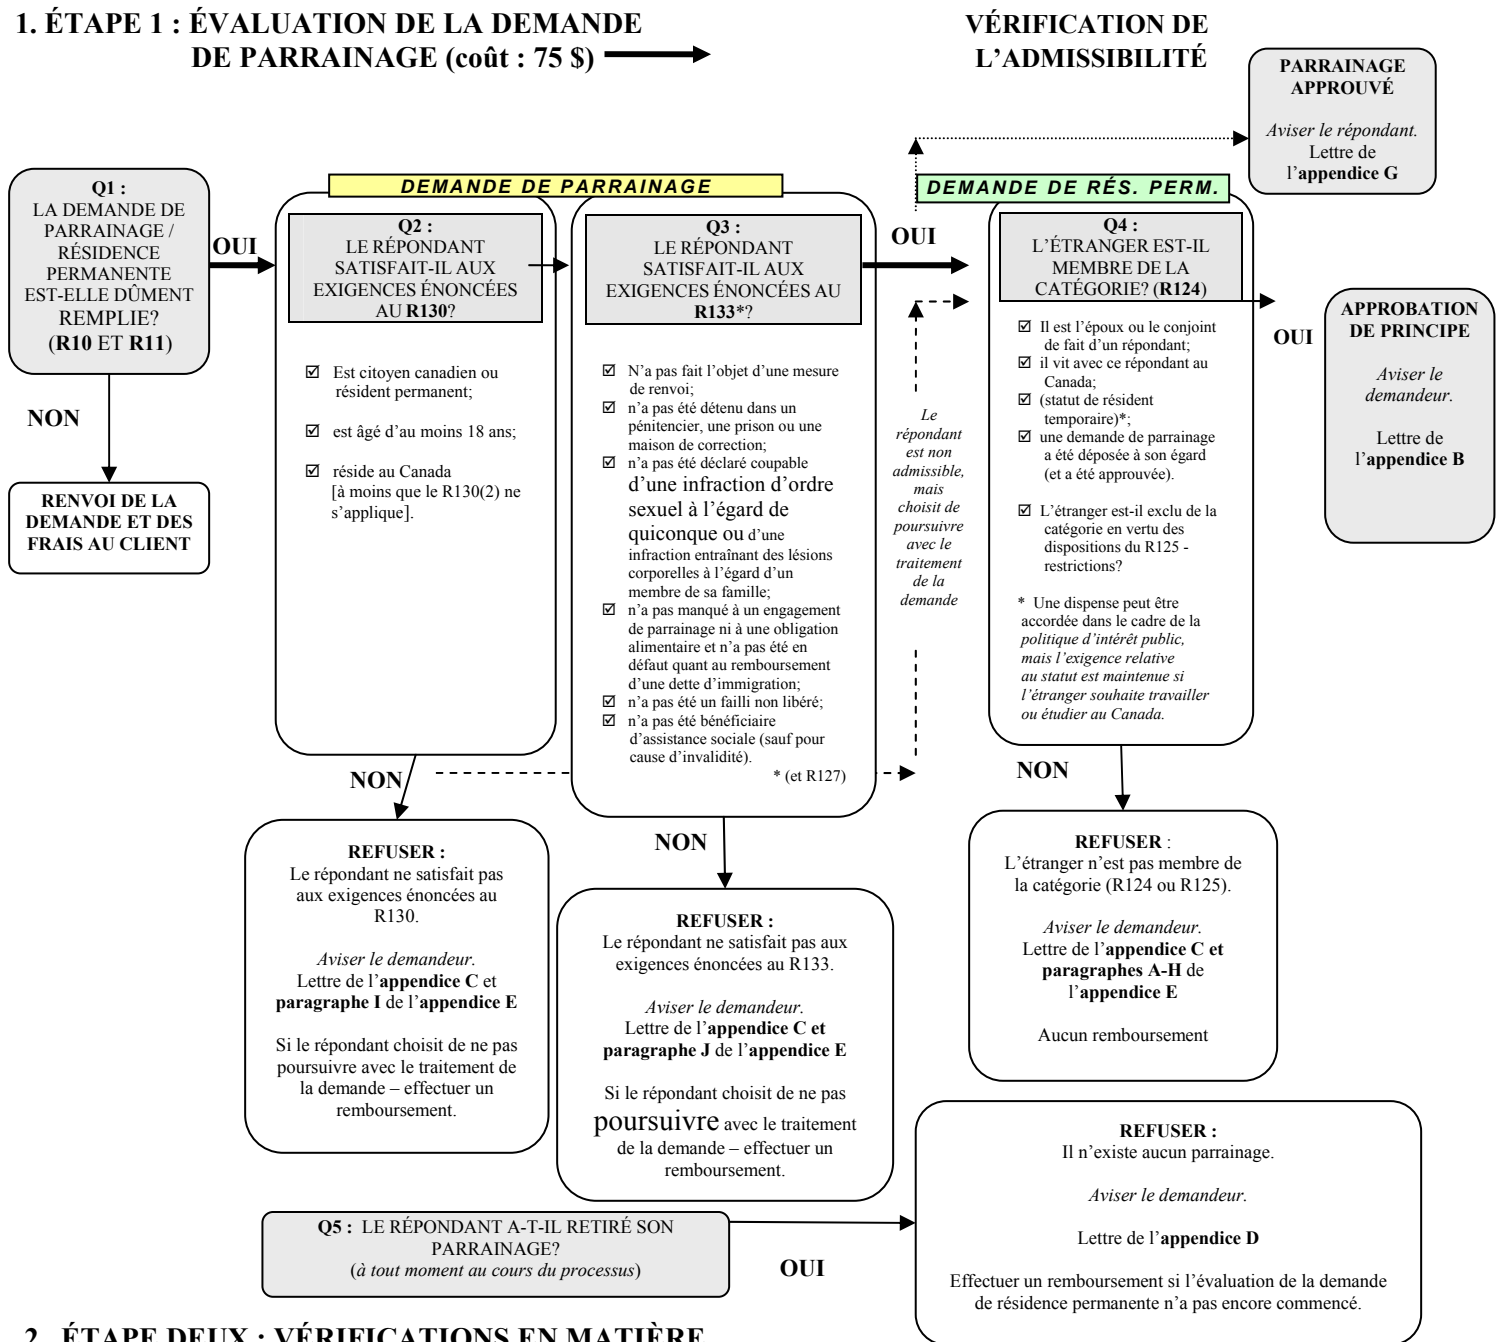 1. ÉTAPE 1 : ÉVALUATION DE LA DEMANDE
DE PARRAINAGE (coût : 75 $)
VÉRIFICATION DE
L'ADMISSIBILITÉ
PARRAINAGE
APPROUVÉ
Aviser le répondant.
Lettre de
l'appendice G
Q1 :
LA DEMANDE DE
PARRAINAGE /
RÉSIDENCE
PERMANENTE
EST-ELLE DÛMENT
REMPLIE?
(R10 ET R11)
OUI
NON
RENVOI DE LA
DEMANDE ET DES
FRAIS AU CLIENT
DEMANDE DE PARRAINAGE
Q2 :
LE RÉPONDANT
SATISFAIT-IL AUX
EXIGENCES ÉNONCÉES
AU R130?
☑ Est citoyen canadien ou
résident permanent;
☑ est âgé d'au moins 18 ans;
☑ réside au Canada
[à moins que le R130(2) ne
s'applique].
NON
REFUSER :
Le répondant ne satisfait pas
aux exigences énoncées au
R130.
Aviser le demandeur.
Lettre de l'appendice C et
paragraphe I de l'appendice E
Si le répondant choisit de ne pas
poursuivre avec le traitement de
la demande – effectuer un
remboursement.
Q3 :
LE RÉPONDANT
SATISFAIT-IL AUX
EXIGENCES ÉNONCÉES AU
R133*?
☑ N'a pas fait l'objet d'une mesure
de renvoi;
☑ n'a pas été détenu dans un
pénitencier, une prison ou une
maison de correction;
☑ n'a pas été déclaré coupable
d'une infraction d'ordre
sexuel à l'égard de
quiconque ou d'une
infraction entraînant des lésions
corporelles à l'égard d'un
membre de sa famille;
☑ n'a pas manqué à un engagement
de parrainage ni à une obligation
alimentaire et n'a pas été en
défaut quant au remboursement
d'une dette d'immigration;
☑ n'a pas été un failli non libéré;
☑ n'a pas été bénéficiaire
d'assistance sociale (sauf pour
cause d'invalidité).
* (et R127)
NON
REFUSER :
Le répondant ne satisfait pas aux
exigences énoncées au R133.
Aviser le demandeur.
Lettre de l'appendice C et
paragraphe J de l'appendice E
Si le répondant choisit de ne pas
poursuivre avec le traitement
de la demande – effectuer un
remboursement.
OUI
Le
répondant
est non
admissible,
mais
choisit de
poursuivre
avec le
traitement
de la
demande
DEMANDE DE RÉS. PERM.
Q4 :
L'ÉTRANGER EST-IL
MEMBRE DE LA
CATÉGORIE? (R124)
☑ Il est l'époux ou le conjoint
de fait d'un répondant;
☑ il vit avec ce répondant au
Canada;
☑ (statut de résident
temporaire)*;
☑ une demande de parrainage
a été déposée à son égard
(et a été approuvée).
☑ L'étranger est-il exclu de la
catégorie en vertu des
dispositions du R125 -
restrictions?
* Une dispense peut être
accordée dans le cadre de la
politique d'intérêt public,
mais l'exigence relative
au statut est maintenue si
l'étranger souhaite travailler
ou étudier au Canada.
OUI
APPROBATION
DE PRINCIPE
Aviser le
demandeur.
Lettre de
l'appendice B
NON
REFUSER :
L'étranger n'est pas membre de
la catégorie (R124 ou R125).
Aviser le demandeur.
Lettre de l'appendice C et
paragraphes A-H de
l'appendice E
Aucun remboursement
Q5 : LE RÉPONDANT A-T-IL RETIRÉ SON
PARRAINAGE?
(à tout moment au cours du processus)
OUI
REFUSER :
Il n'existe aucun parrainage.
Aviser le demandeur.
Lettre de l'appendice D
Effectuer un remboursement si l'évaluation de la demande
de résidence permanente n'a pas encore commencé.
2. ÉTAPE DEUX : VÉRIFICATIONS EN MATIÈRE